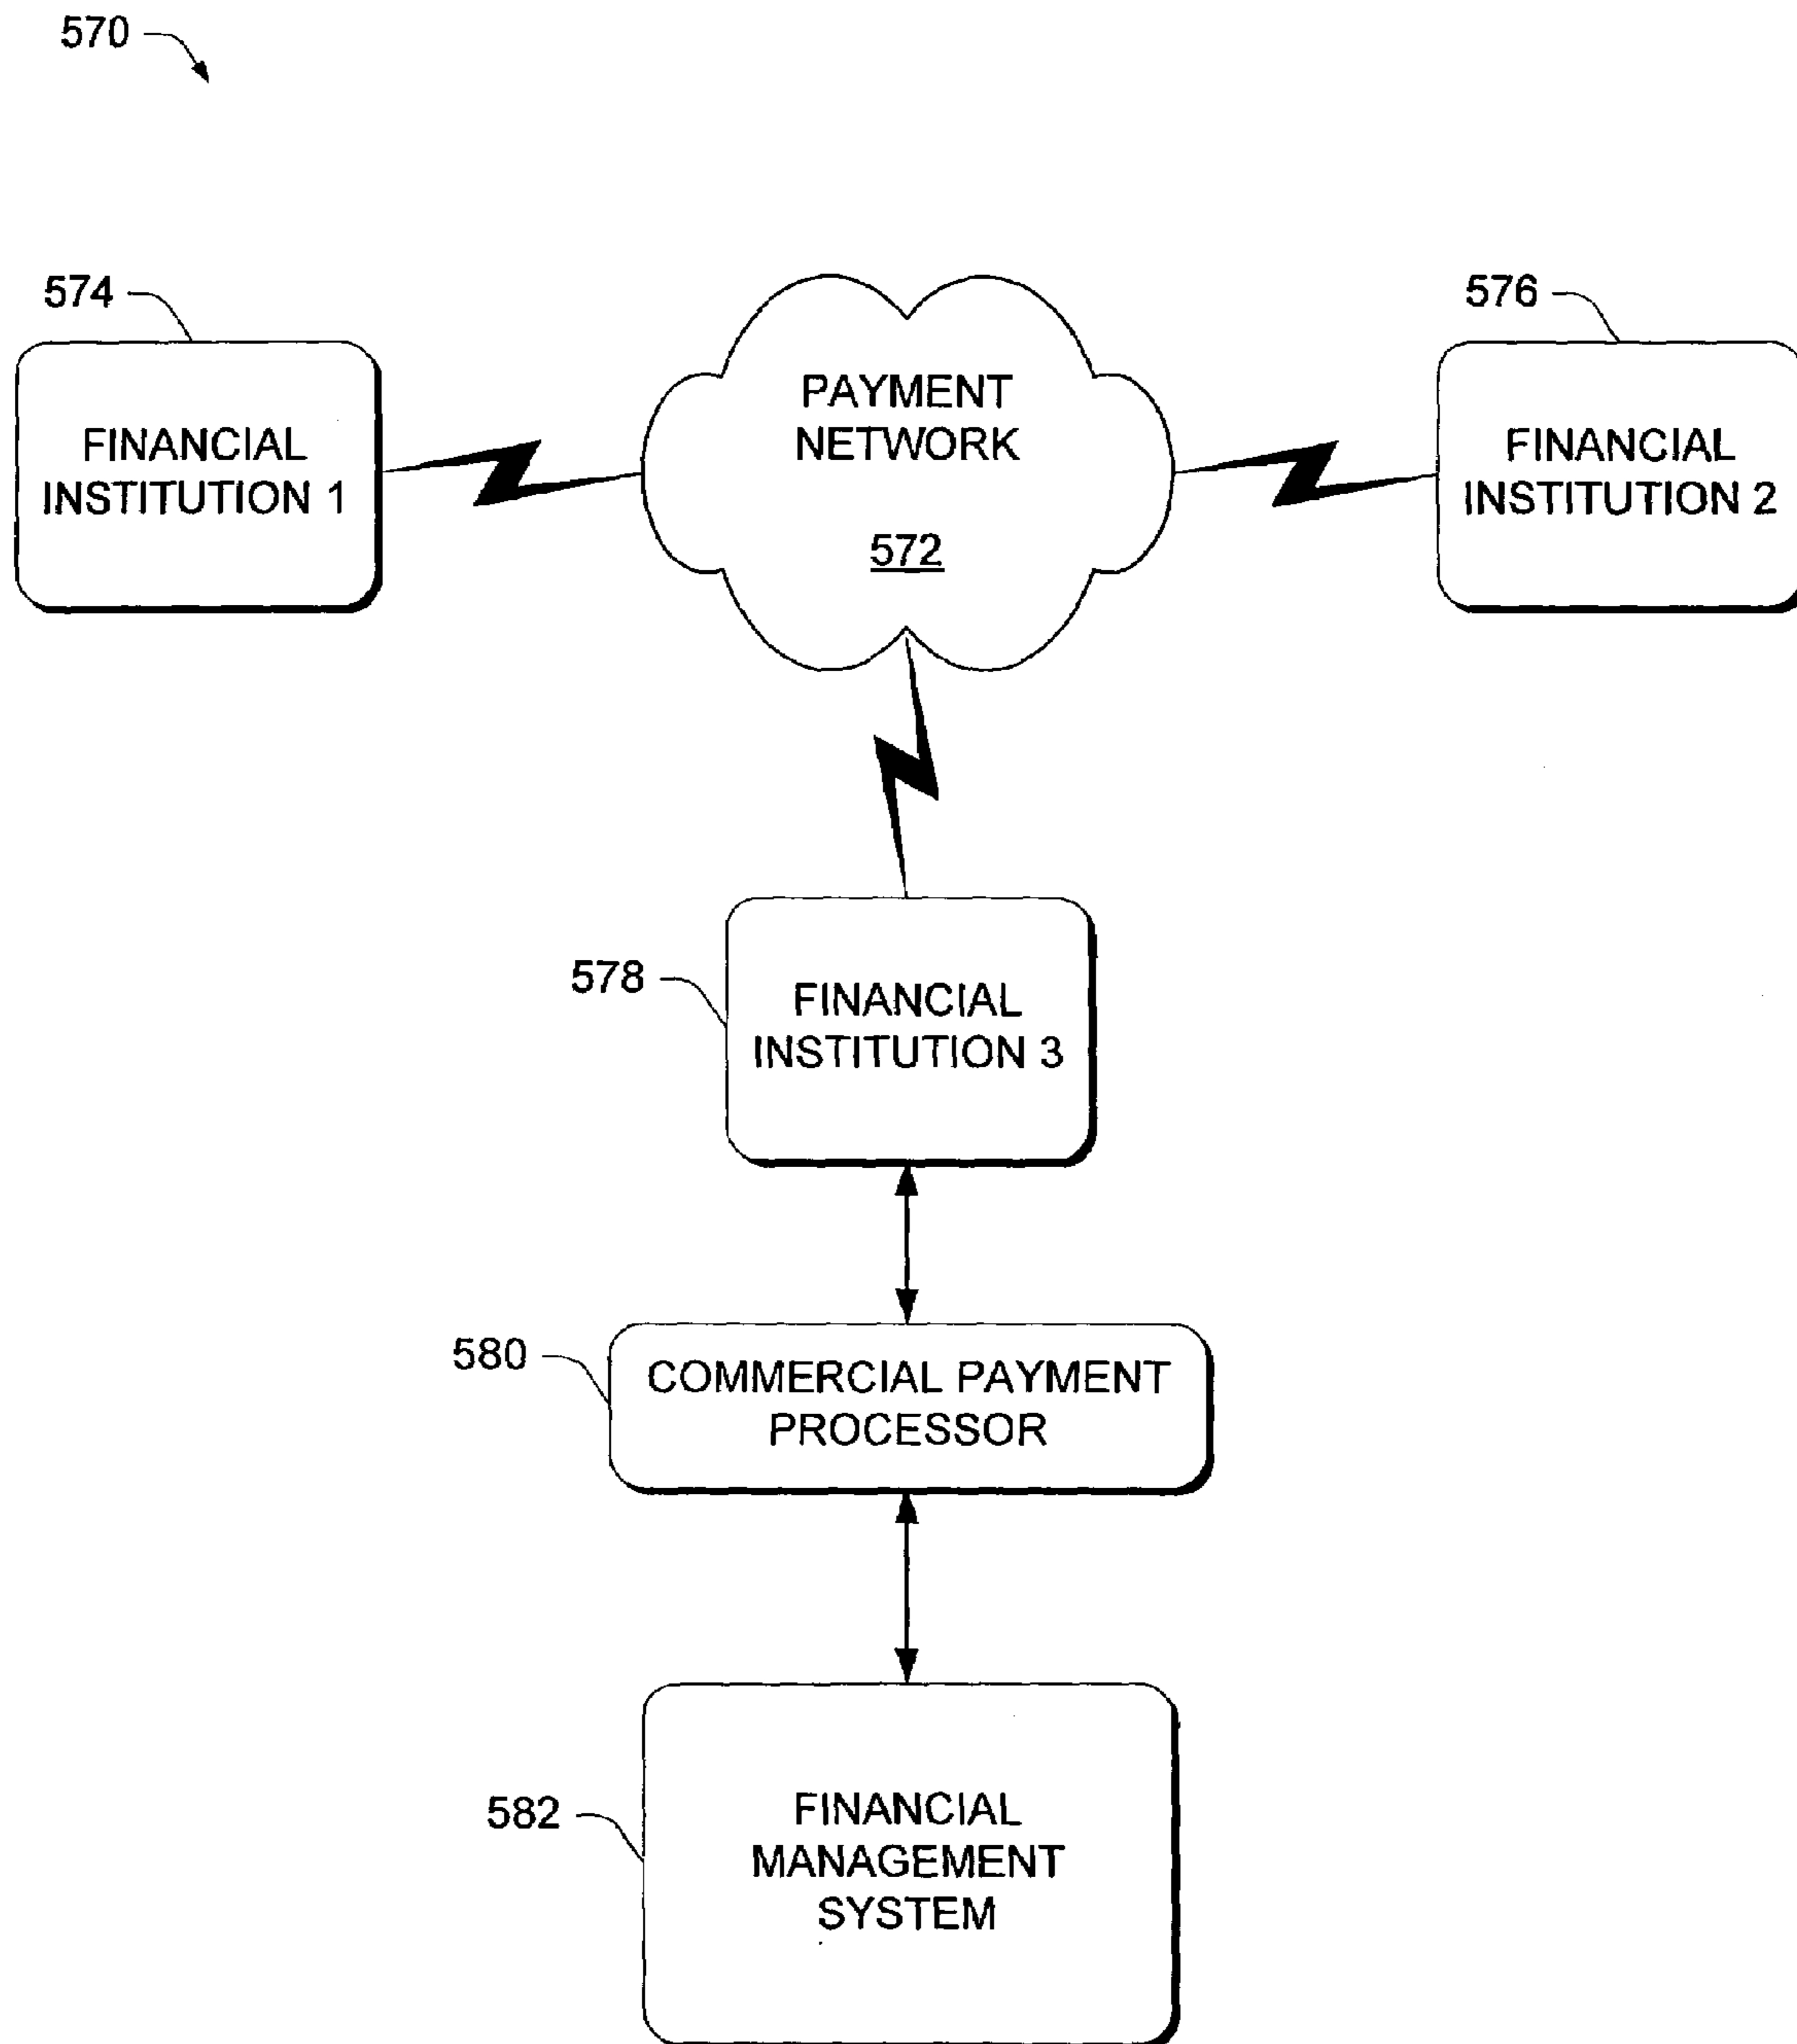 570
574
576
FINANCIAL
INSTITUTION 1
PAYMENT
NETWORK
572
FINANCIAL
INSTITUTION 2
578
FINANCIAL
INSTITUTION 3
580
COMMERCIAL PAYMENT
PROCESSOR
582
FINANCIAL
MANAGEMENT
SYSTEM